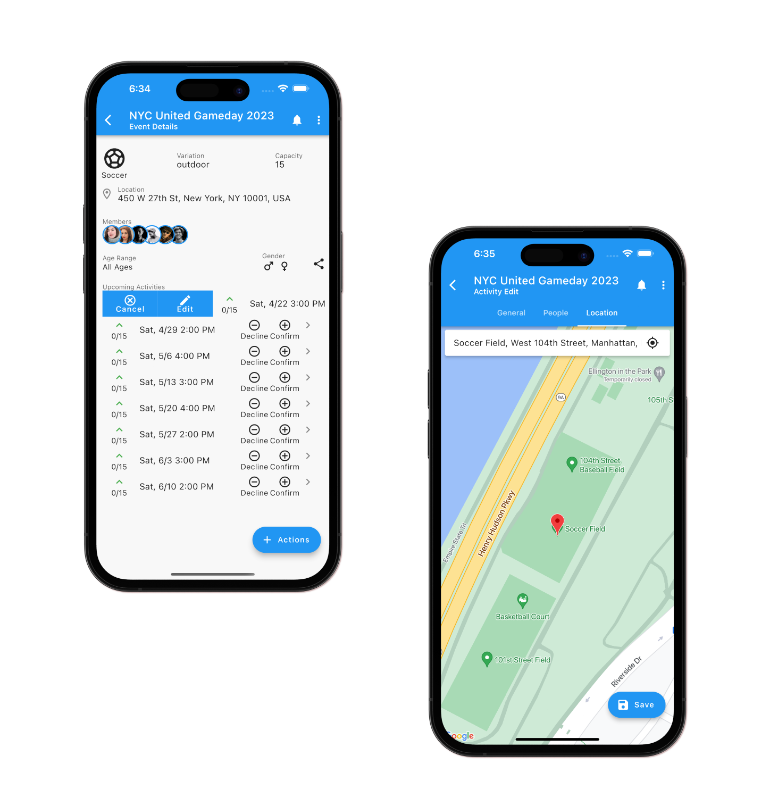 6:34
NYC United Gameday 2023
Event Details
Variation
outdoor
Capacity
15
Soccer
Location
450 W 27th St, New York, NY 10001, USA
Members
Age Range
All Ages
Gender
Upcoming Activities
Cancel
Edit
0/15
Sat, 4/22 3:00 PM
0/15
Sat, 4/29 2:00 PM
Decline Confirm
0/15
Sat, 5/6 4:00 PM
Decline Confirm
0/15
Sat, 5/13 3:00 PM
Decline Confirm
0/15
Sat, 5/20 4:00 PM
Decline Confirm
0/15
Sat, 5/27 2:00 PM
Decline Confirm
0/15
Sat, 6/3 3:00 PM
Decline Confirm
0/15
Sat, 6/10 2:00 PM
Decline Confirm
+ Actions
6:35
NYC United Gameday 2023
Activity Edit
General
People
Location
Soccer Field, West 104th Street, Manhattan,
Ellington in the Park
Temporarily closed
105th S
9A
104th Street
Baseball Field
Henry Hudson Pkwy
Soccer Field
Empire State
Basketball Court
101st Street Field
Riverside Dr
Save
Google